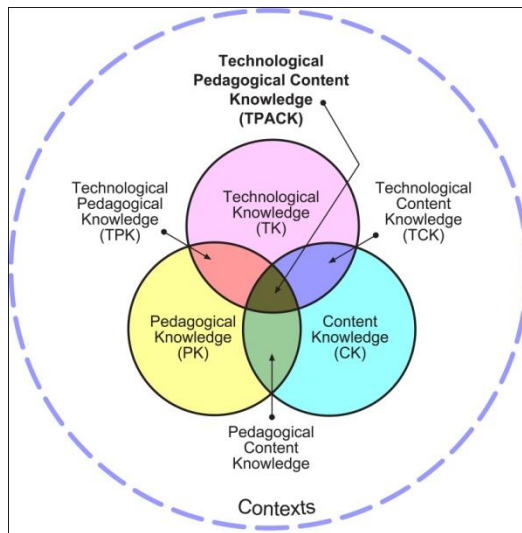 Technological
Pedagogical Content
Knowledge
(TPACK)
Technological
Pedagogical
Knowledge
(TPK)
Technological
Knowledge
(TK)
Technological
Content
Knowledge
(TCK)
Pedagogical
Knowledge
(PK)
Content
Knowledge
(CK)
Pedagogical
Content
Knowledge
Contexts